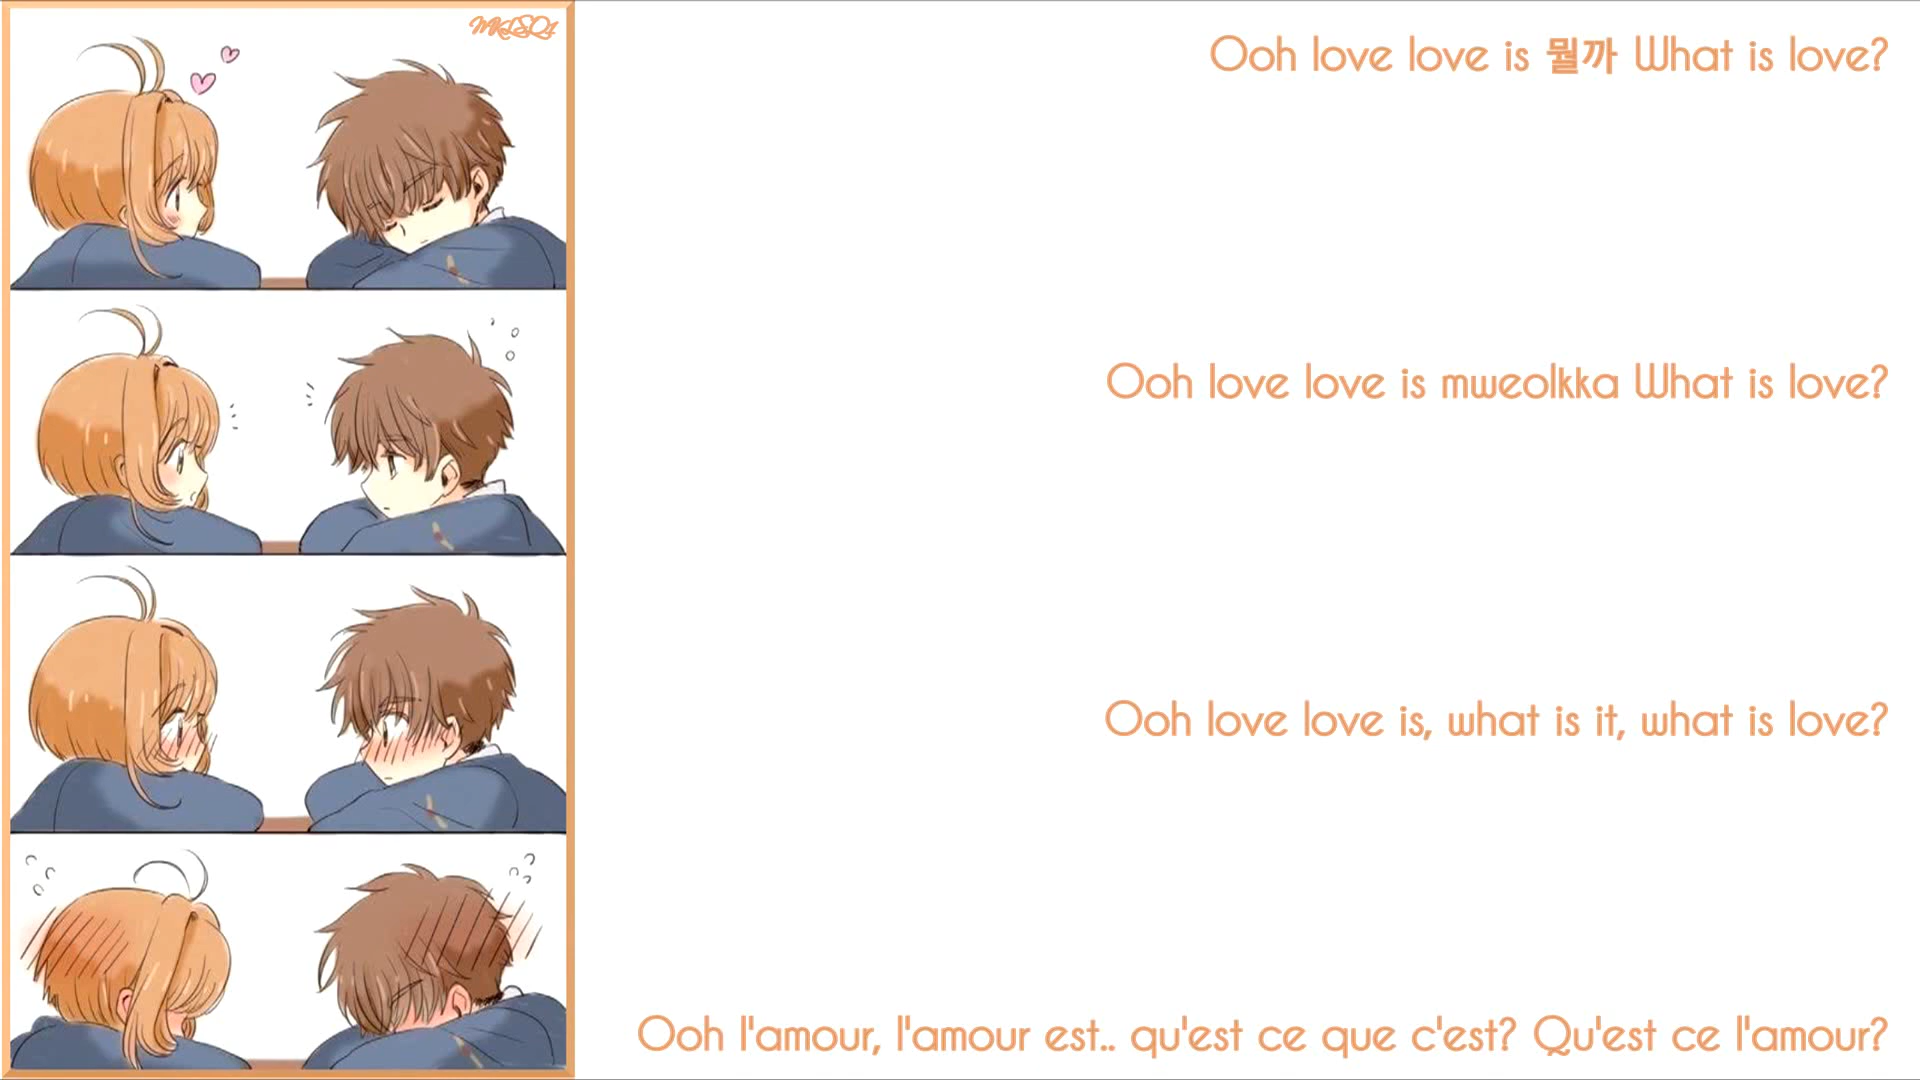 MKLSQ1
Ooh love love is 뭘까 What is love?
Ooh love love is mweolkka What is love?
Ooh love love is, what is it, what is love?
Ooh l'amour, l'amour est.. qu'est ce que c'est? Qu'est ce l'amour?